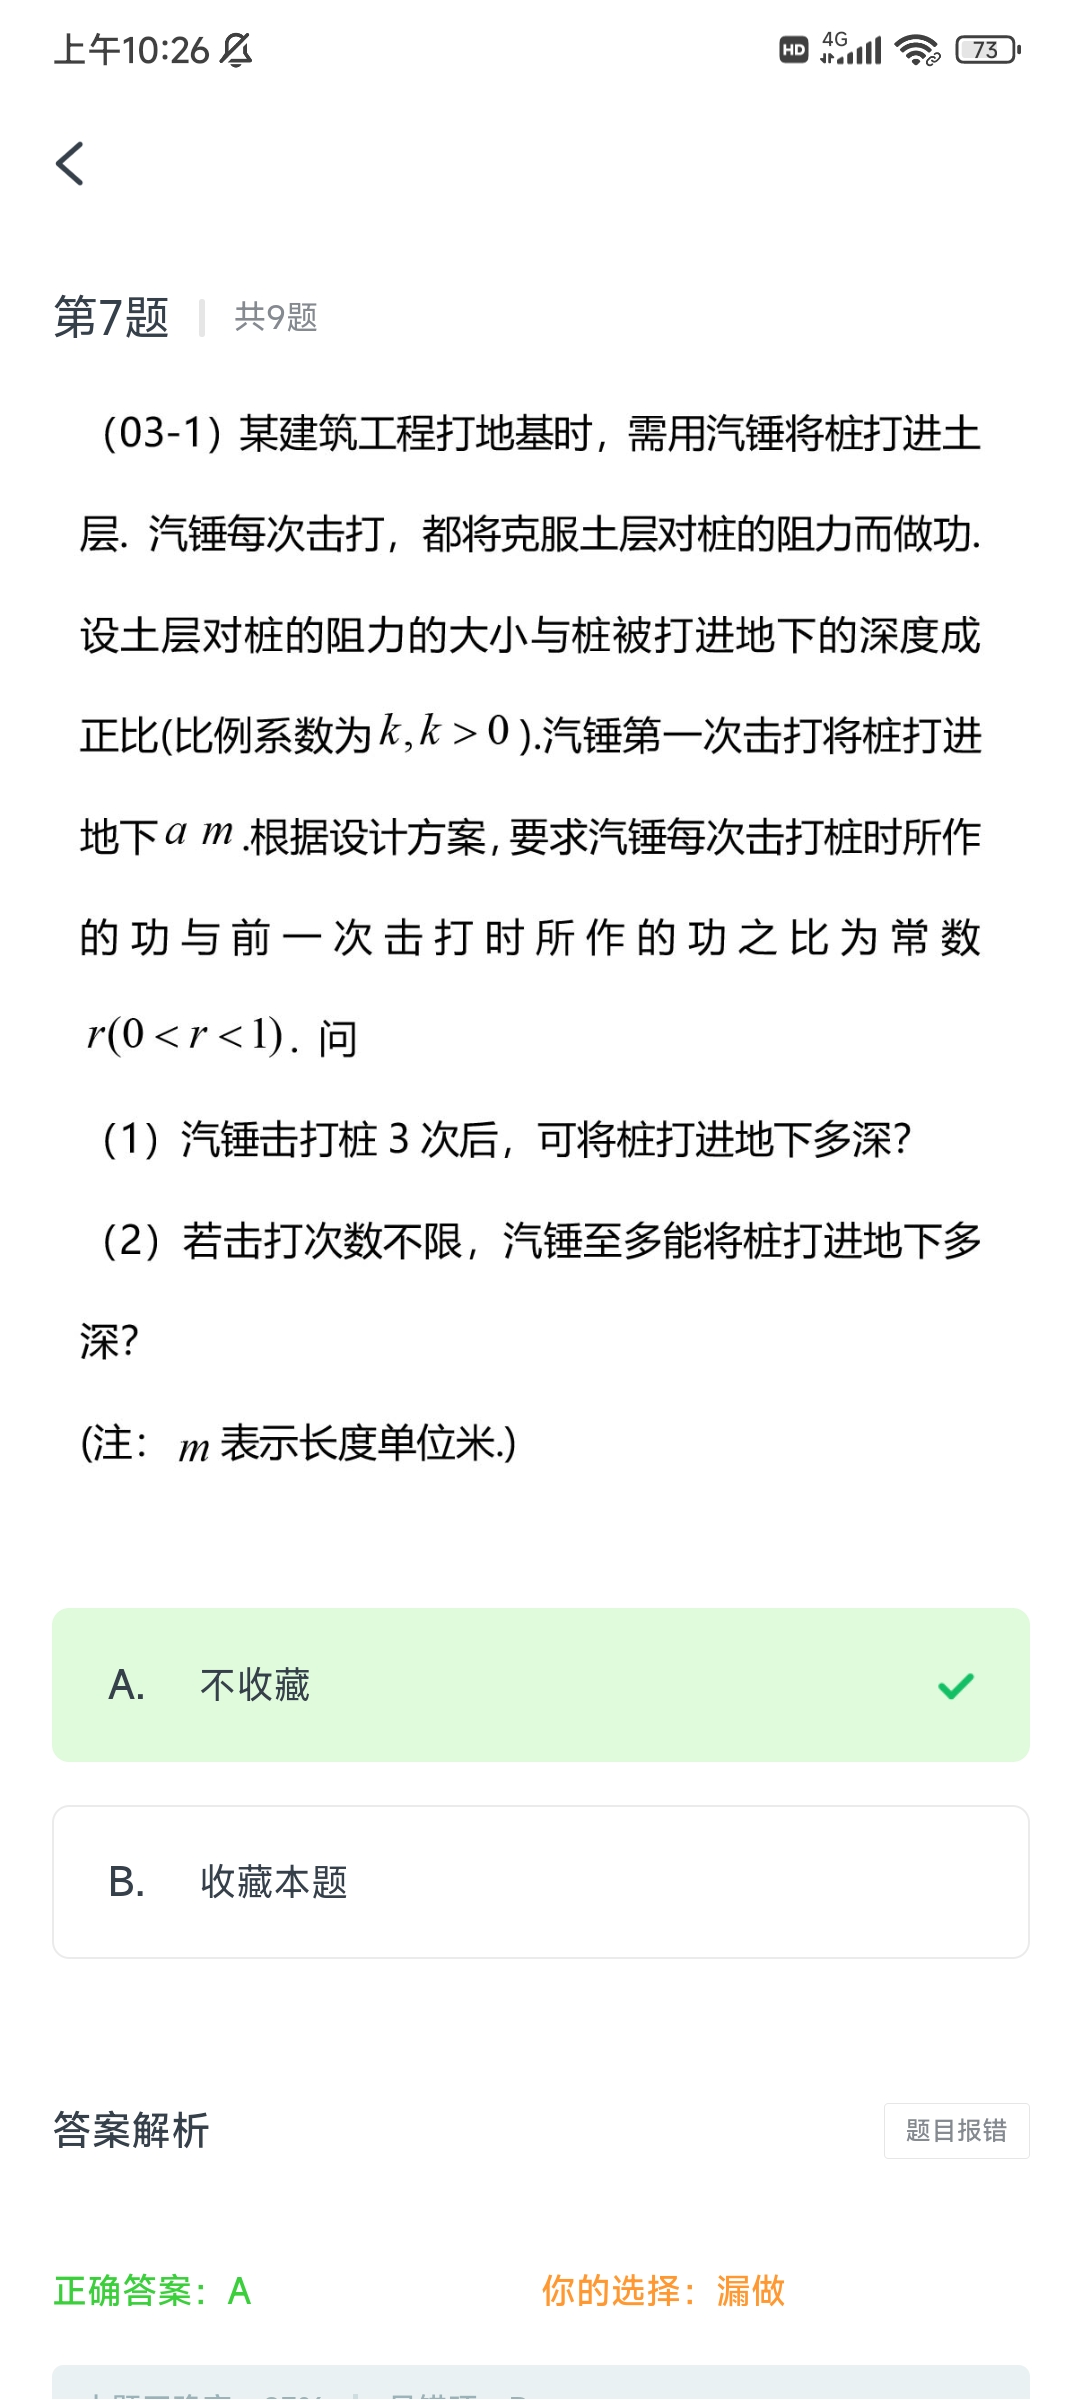 上午10:26
HD 4G 73
第7题 共9题
（03-1）某建筑工程打地基时，需用汽锤将桩打进土
层. 汽锤每次击打，都将克服土层对桩的阻力而做功.
设土层对桩的阻力的大小与桩被打进地下的深度成
正比(比例系数为k,k>0).汽锤第一次击打将桩打进
地下a m.根据设计方案,要求汽锤每次击打桩时所作
的功与前一次击打时所作的功之比为常数
r(0<r<1). 问
（1）汽锤击打桩 3 次后，可将桩打进地下多深?
（2）若击打次数不限，汽锤至多能将桩打进地下多
深?
(注： m 表示长度单位米.)
A. 不收藏
B. 收藏本题
答案解析 题目报错
正确答案：A 你的选择：漏做